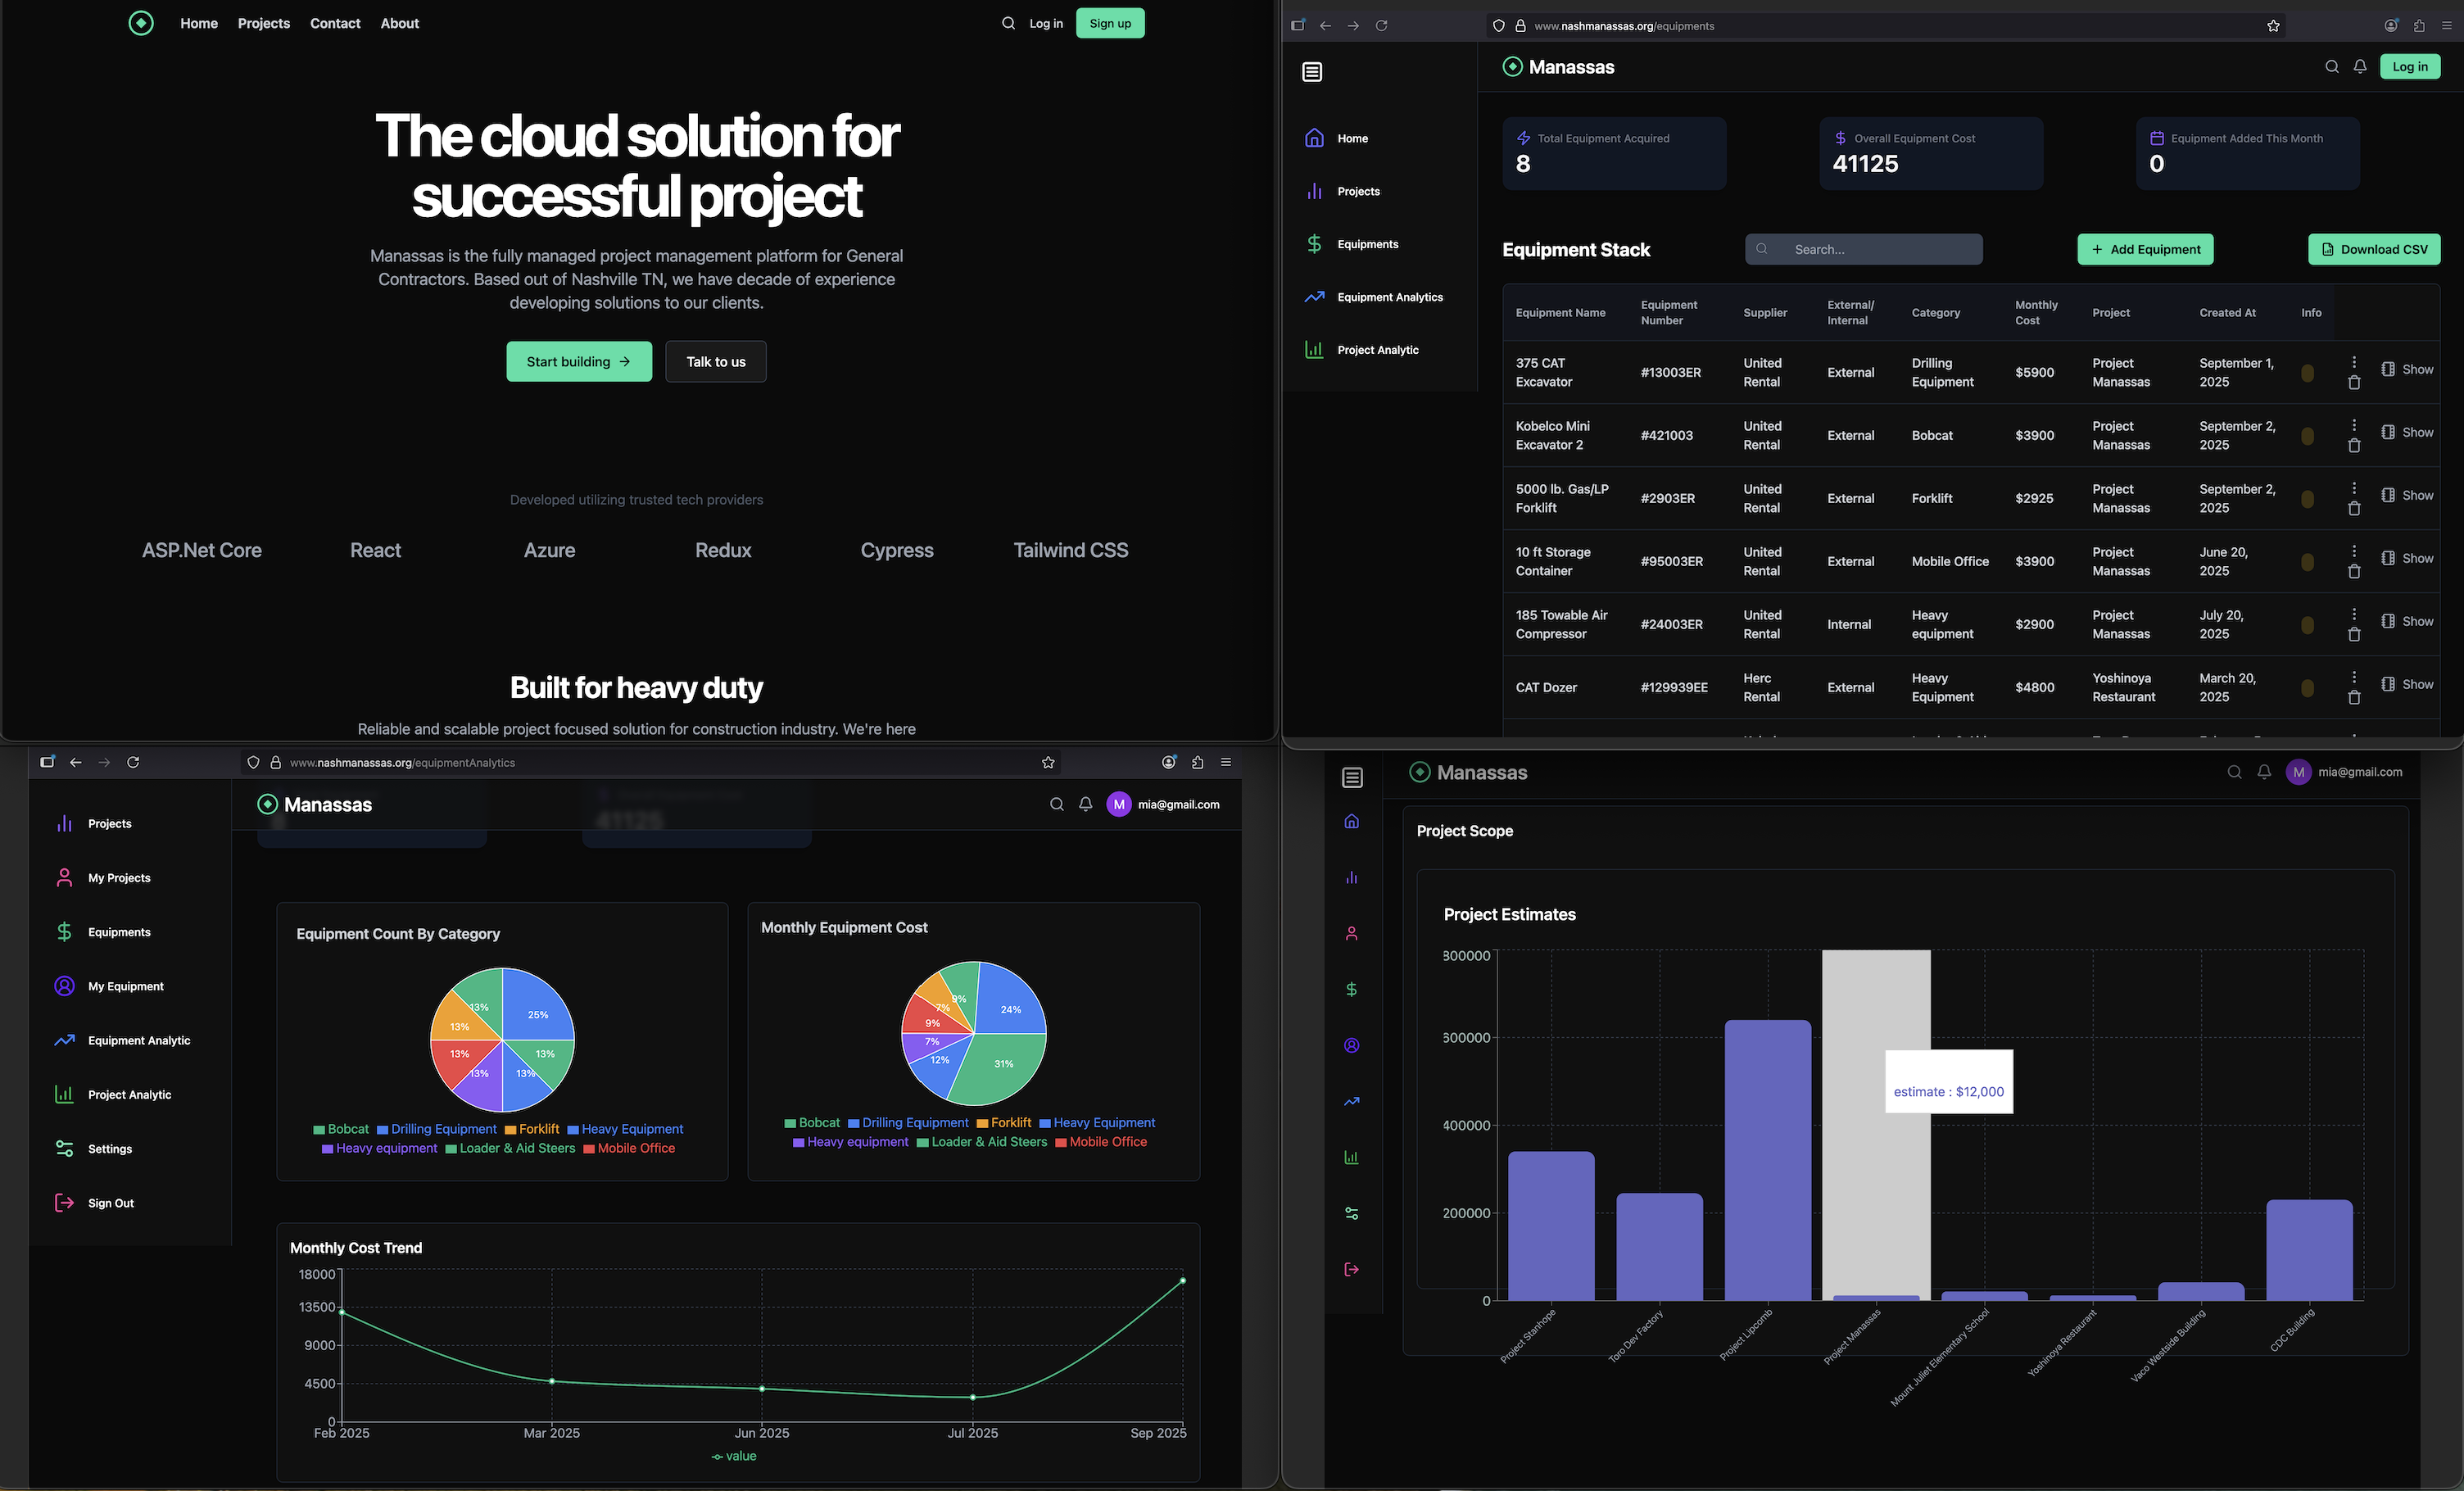 Home Projects Contact About Log in Sign up
The cloud solution for
successful project
Manassas is the fully managed project management platform for General
Contractors. Based out of Nashville TN, we have decade of experience
developing solutions to our clients.
Start building Talk to us
Developed utilizing trusted tech providers
ASP.Net Core React Azure Redux Cypress Tailwind CSS
Built for heavy duty
Reliable and scalable project focused solution for construction industry. We're here
www.nashmanassas.org/equipments
Manassas Log in
Home
Projects
Equipments
Equipment Analytics
Project Analytic
Total Equipment Acquired
8
Overall Equipment Cost
41125
Equipment Added This Month
0
Equipment Stack Search... + Add Equipment Download CSV
Equipment Name Equipment Number Supplier External/ Internal Category Monthly Cost Project Created At Info
375 CAT Excavator #13003ER United Rental External Drilling Equipment $5900 Project Manassas September 1, 2025 Show
Kobelco Mini Excavator 2 #421003 United Rental External Bobcat $3900 Project Manassas September 2, 2025 Show
5000 lb. Gas/LP Forklift #2903ER United Rental External Forklift $2925 Project Manassas September 2, 2025 Show
10 ft Storage Container #95003ER United Rental External Mobile Office $3900 Project Manassas June 20, 2025 Show
185 Towable Air Compressor #24003ER United Rental Internal Heavy equipment $2900 Project Manassas July 20, 2025 Show
CAT Dozer #129939EE Herc Rental External Heavy Equipment $4800 Yoshinoya Restaurant March 20, 2025 Show
www.nashmanassas.org/equipmentAnalytics
Manassas M mia@gmail.com
41125
Projects
My Projects
Equipments
My Equipment
Equipment Analytic
Project Analytic
Settings
Sign Out
Equipment Count By Category
25%
13%
13%
13%
13%
13%
13%
Bobcat Drilling Equipment Forklift Heavy Equipment
Heavy equipment Loader & Aid Steers Mobile Office
Monthly Equipment Cost
24%
9%
7%
9%
7%
12%
31%
Bobcat Drilling Equipment Forklift Heavy Equipment
Heavy equipment Loader & Aid Steers Mobile Office
Monthly Cost Trend
18000
13500
9000
4500
0
Feb 2025 Mar 2025 Jun 2025 Jul 2025 Sep 2025
value
Manassas M mia@gmail.com
Project Scope
Project Estimates
800000
600000
400000
200000
0
estimate : $12,000
Project Stanhope
Toro Dev Factory
Project Lipcomb
Project Manassas
Mount Juliet Elementary School
Yoshinoya Restaurant
Vaco Westside Building
CDC Building